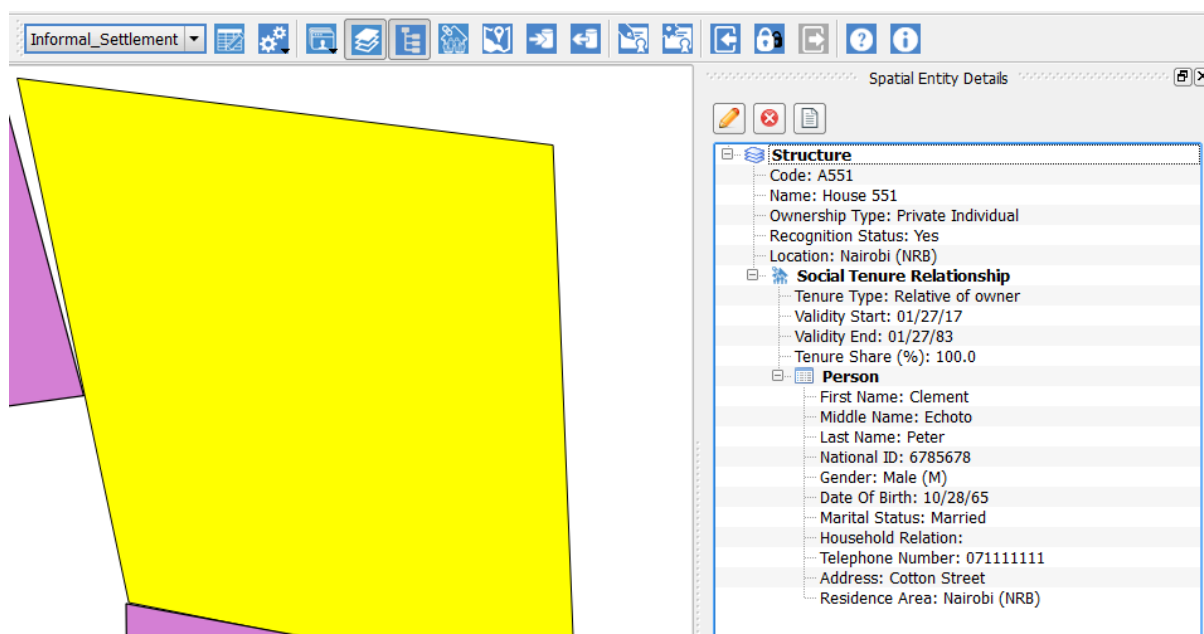 Informal_Settlement
Spatial Entity Details
Structure
Code: A551
Name: House 551
Ownership Type: Private Individual
Recognition Status: Yes
Location: Nairobi (NRB)
Social Tenure Relationship
Tenure Type: Relative of owner
Validity Start: 01/27/17
Validity End: 01/27/83
Tenure Share (%): 100.0
Person
First Name: Clement
Middle Name: Echoto
Last Name: Peter
National ID: 6785678
Gender: Male (M)
Date Of Birth: 10/28/65
Marital Status: Married
Household Relation:
Telephone Number: 071111111
Address: Cotton Street
Residence Area: Nairobi (NRB)